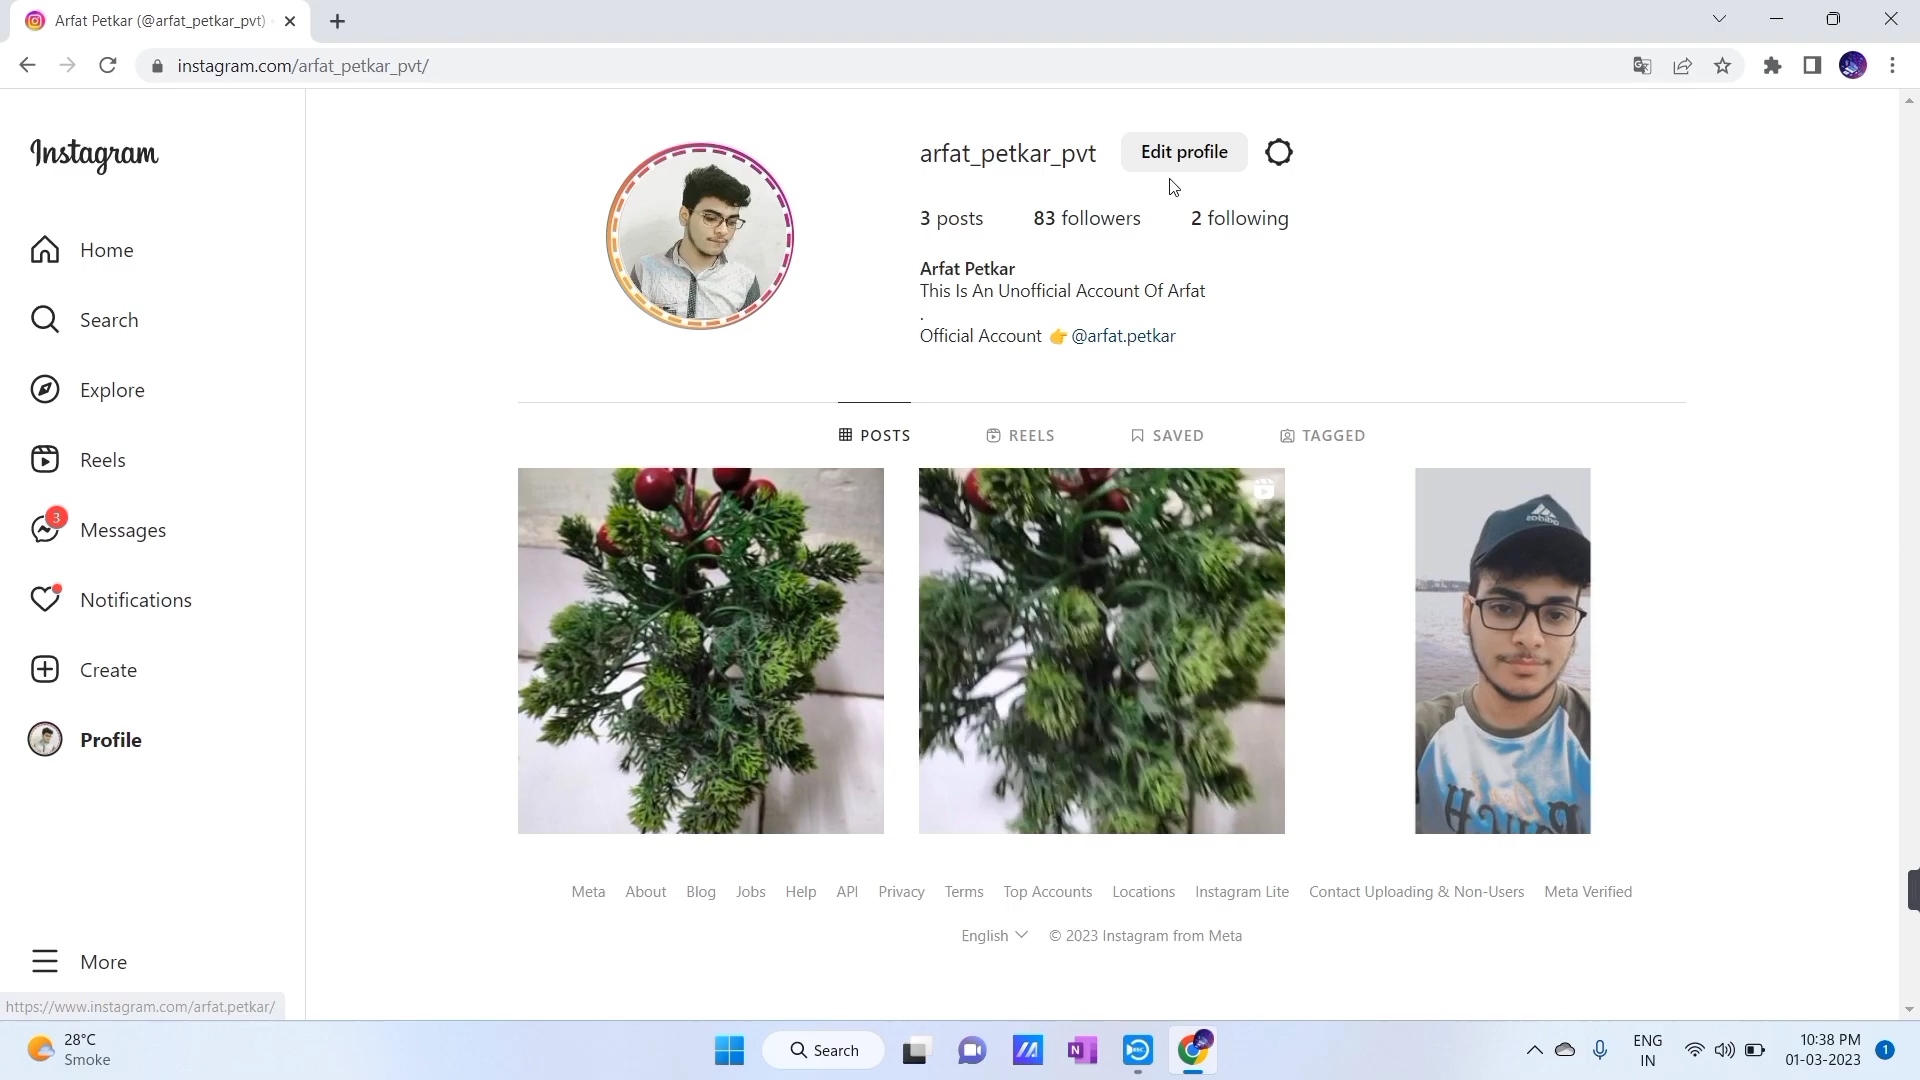 Arfat Petkar (@arfat_petkar_pvt)
instagram.com/arfat_petkar_pvt/
Instagram
Home
Search
Explore
Reels
3
Messages
Notifications
Create
Profile
More
https://www.instagram.com/arfat.petkar/
arfat_petkar_pvt Edit profile
3 posts 83 followers 2 following
Arfat Petkar
This Is An Unofficial Account Of Arfat
.
Official Account 👉 @arfat.petkar
POSTS REELS SAVED TAGGED
adidas
Meta About Blog Jobs Help API Privacy Terms Top Accounts Locations Instagram Lite Contact Uploading & Non-Users Meta Verified
English © 2023 Instagram from Meta
28°C
Smoke
Search
N
REC
ENG
IN
10:38 PM
01-03-2023
1